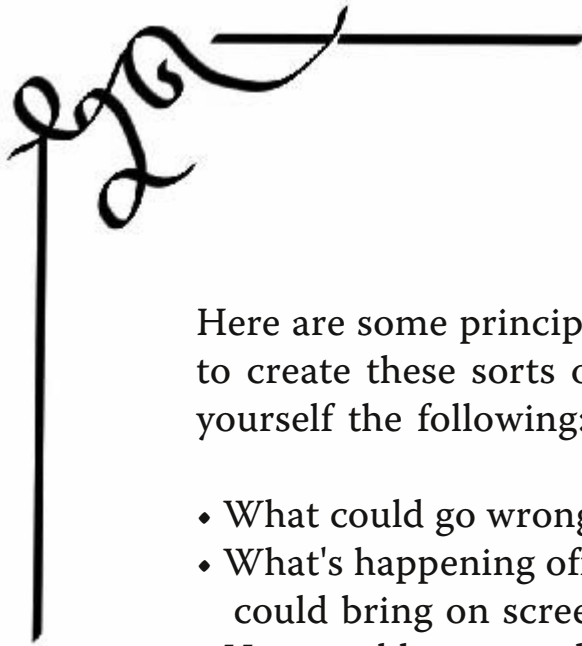 Here are some princip
to create these sorts o
yourself the following:
• What could go wrong
• What's happening of
could bring on scree